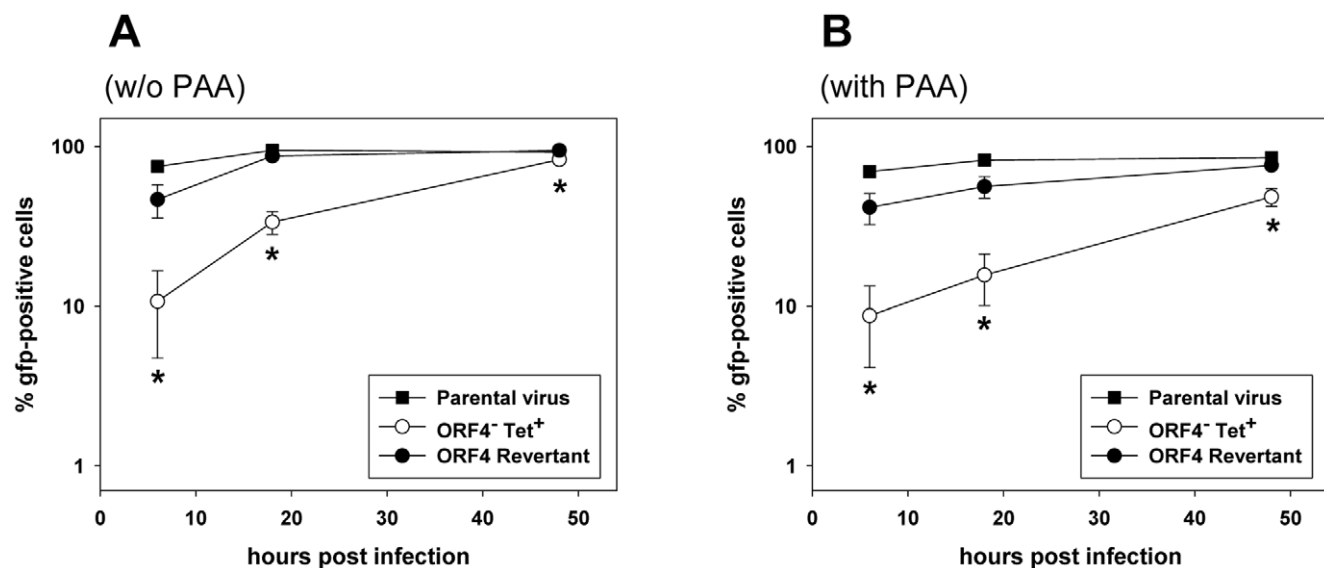 A
(w/o PAA)
% gfp-positive cells
100
10
1
*
*
*
Parental virus
ORF4⁻ Tet⁺
ORF4 Revertant
0 10 20 30 40 50
hours post infection
B
(with PAA)
% gfp-positive cells
100
10
1
*
*
*
Parental virus
ORF4⁻ Tet⁺
ORF4 Revertant
0 10 20 30 40 50
hours post infection